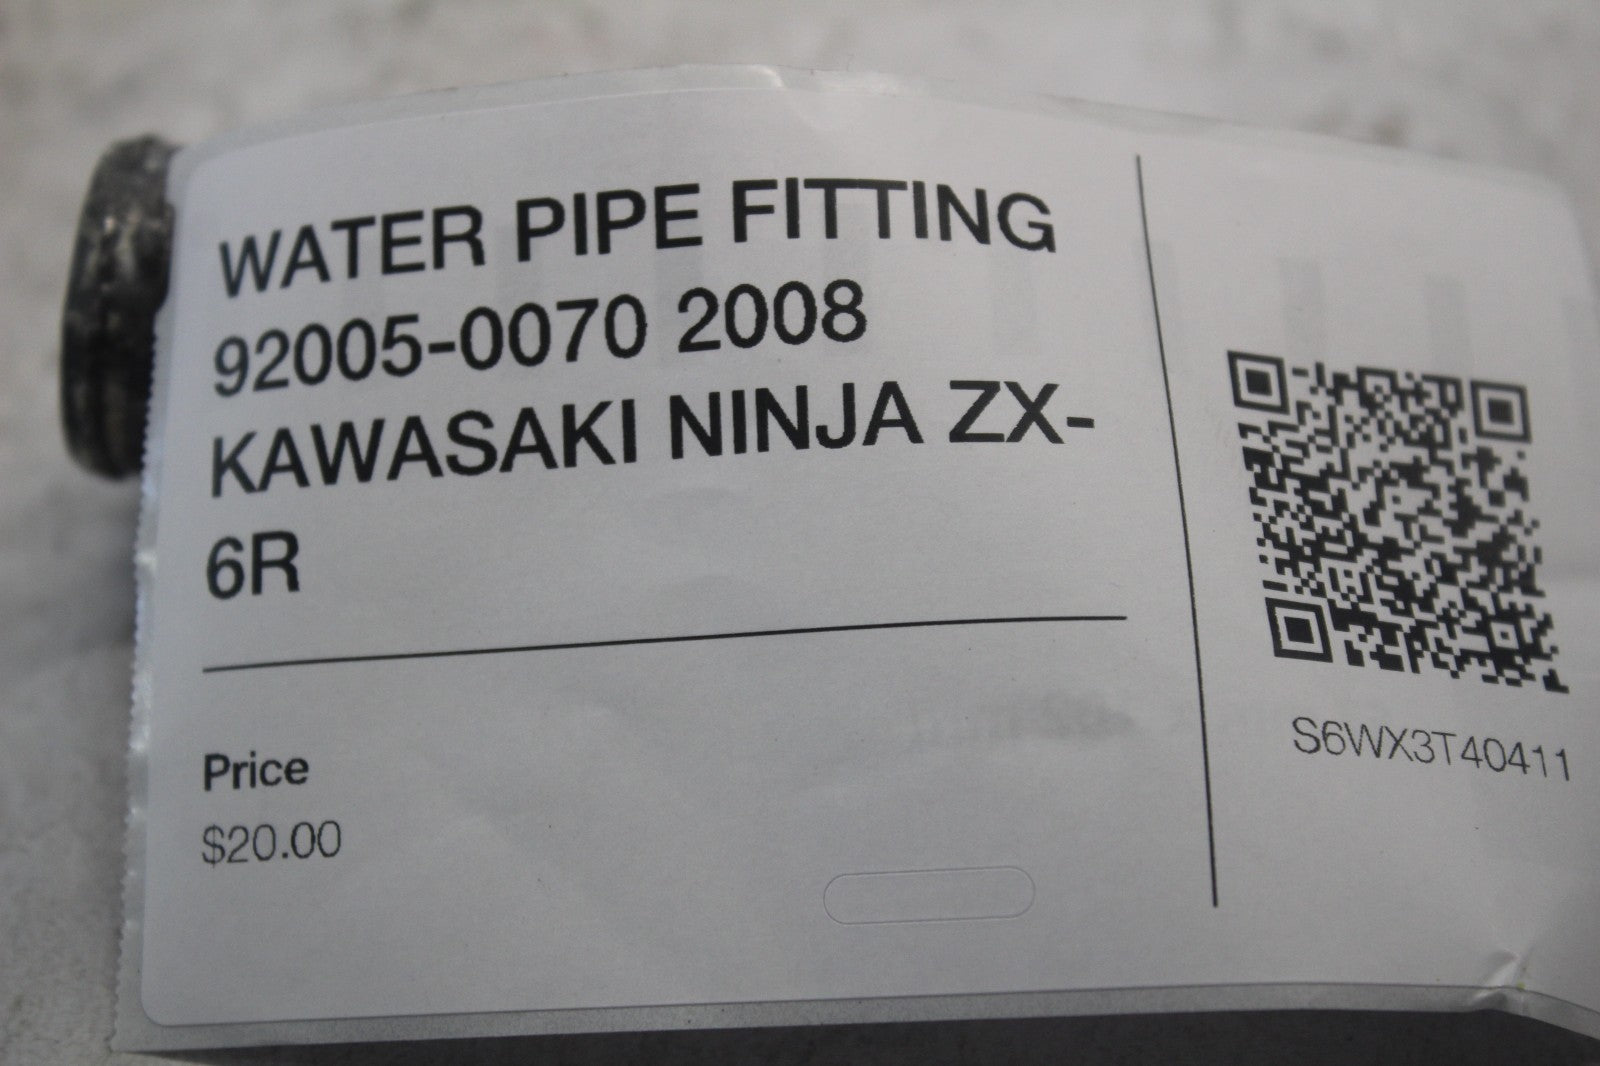 WATER PIPE FITTING
92005-0070 2008
KAWASAKI NINJA ZX-
6R
Price
$20.00
S6WX3T40411